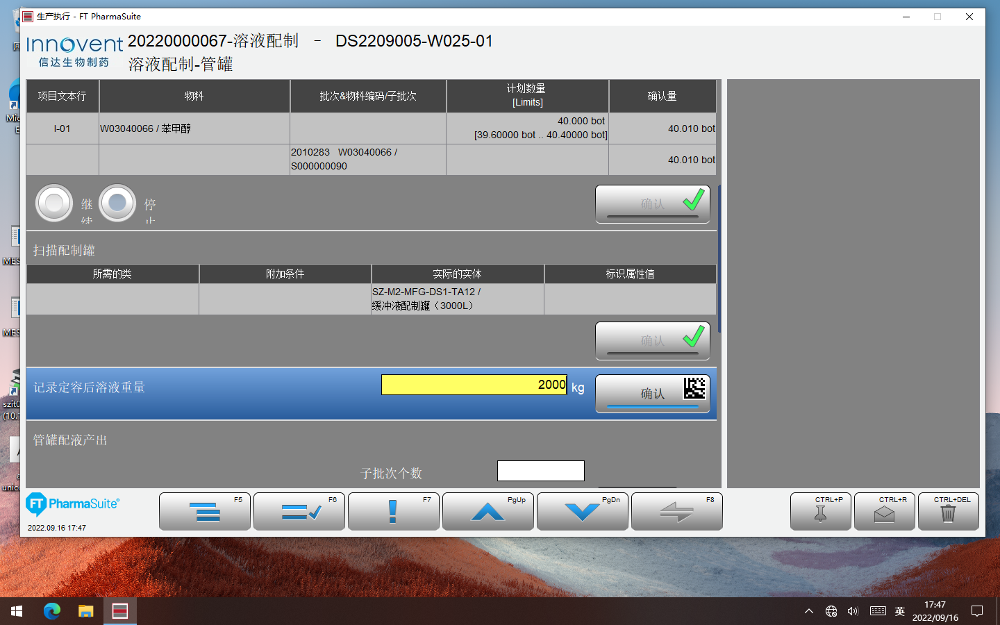 生产执行 - FT PharmaSuite
Innovent
信达生物制药
20220000067-溶液配制 - DS2209005-W025-01
溶液配制-管罐
项目文本行 物料 批次&物料编码/子批次 计划数量 [Limits] 确认量
I-01 W03040066 / 苯甲醇 40.000 bot [39.60000 bot .. 40.40000 bot] 40.010 bot
2010283 W03040066 / S000000090 40.010 bot
继续 停止 确认
扫描配制罐
所需的类 附加条件 实际的实体 标识属性值
SZ-M2-MFG-DS1-TA12 /
缓冲液配制罐（3000L）
确认
记录定容后溶液重量 2000 kg 确认
管罐配液产出
子批次个数
FT PharmaSuite
2022.09.16 17:47
F5 F6 F7 PgUp PgDn F8 CTRL+P CTRL+R CTRL+DEL
MES
MES
szit0
(10.
unic
英
17:47
2022/09/16